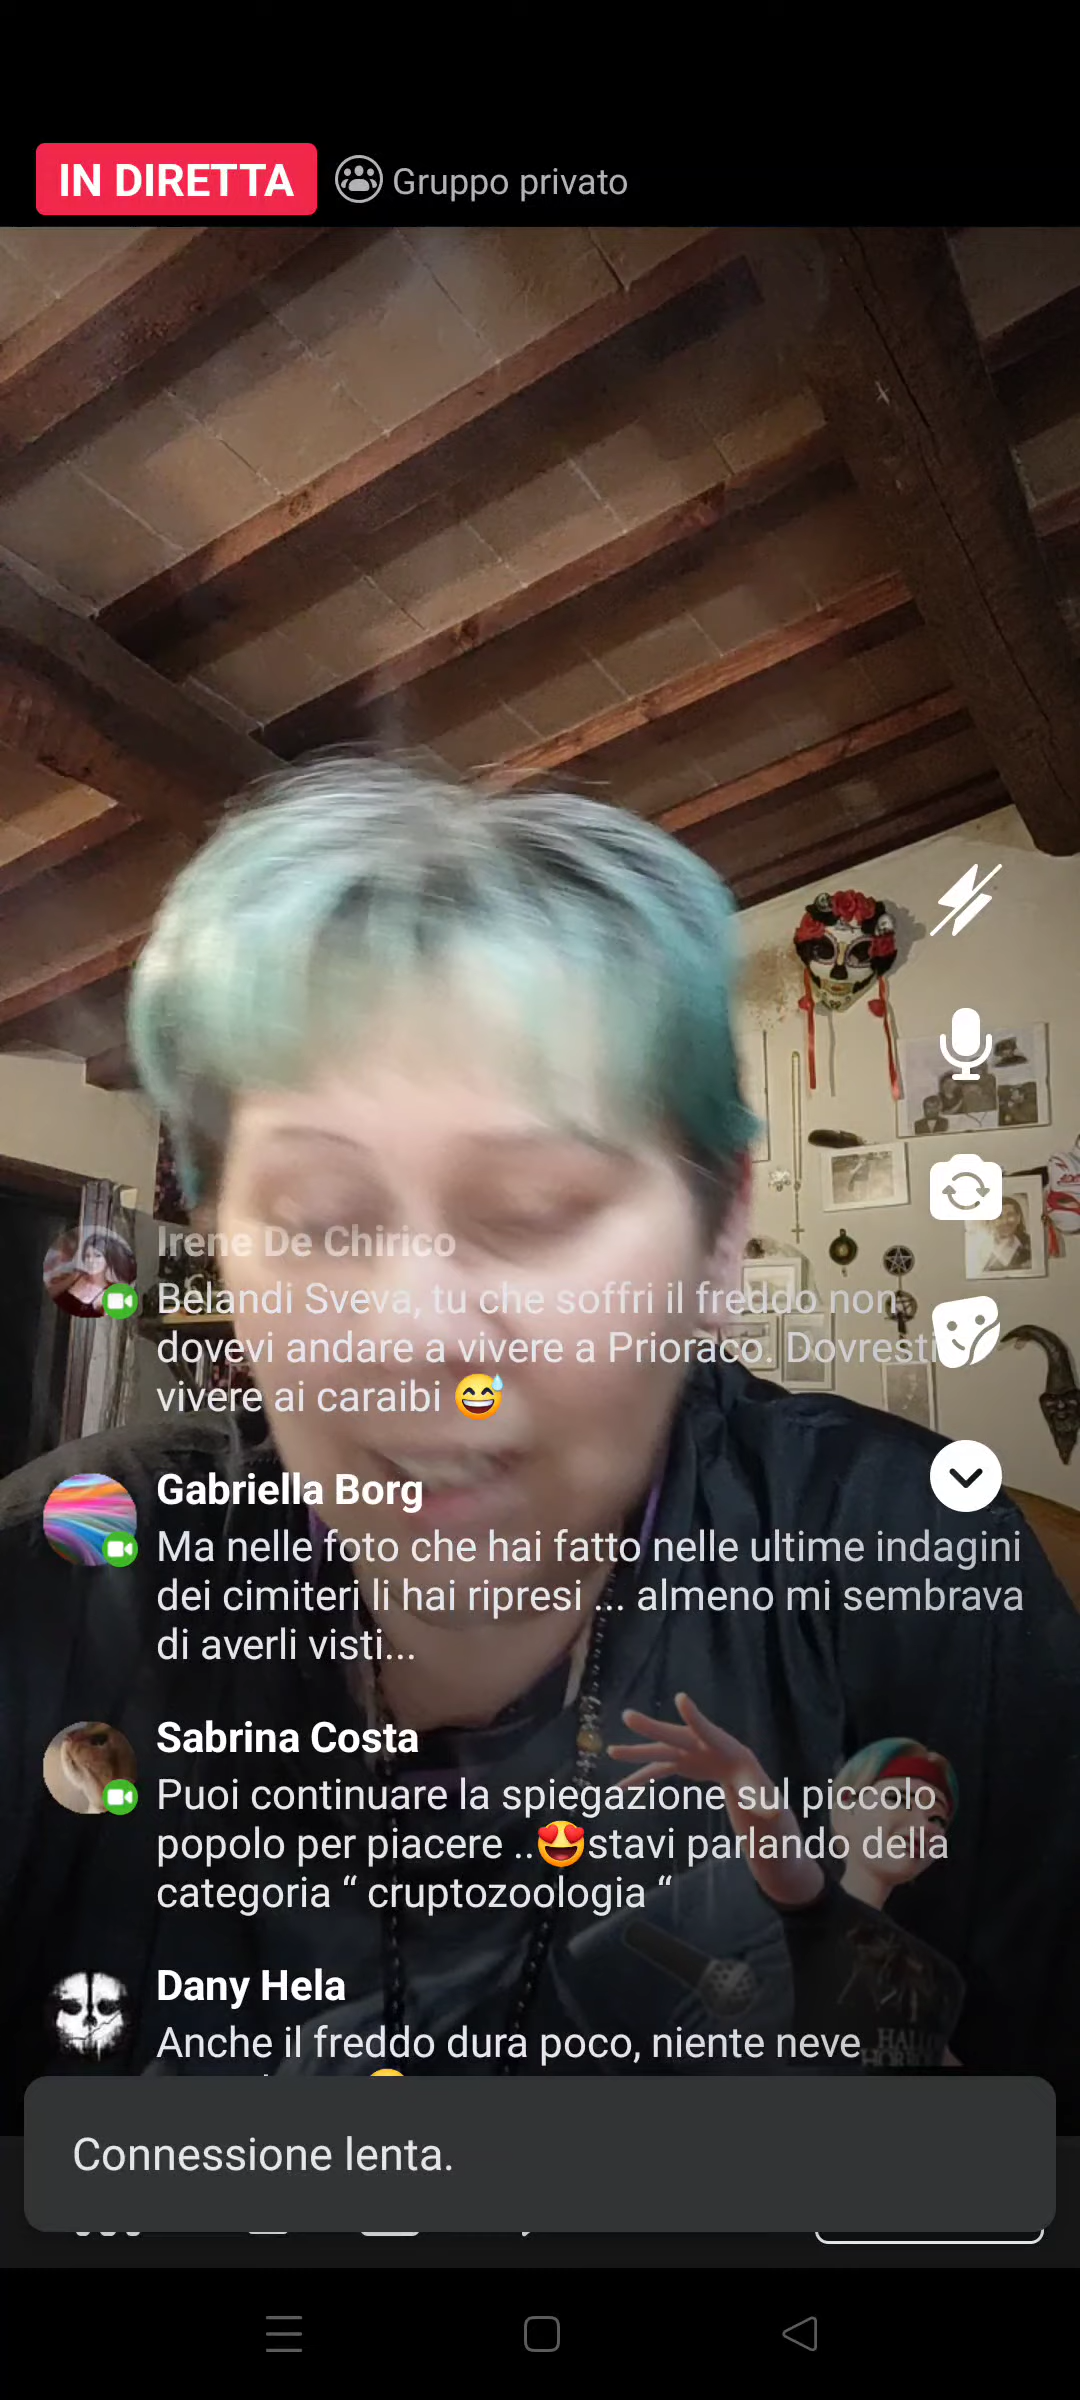 IN DIRETTA
Gruppo privato
Irene De Chirico
Belandi Sveva, tu che soffri il freddo non
dovevi andare a vivere a Prioraco. Dovresti
vivere ai caraibi 😅
Gabriella Borg
Ma nelle foto che hai fatto nelle ultime indagini
dei cimiteri li hai ripresi ... almeno mi sembrava
di averli visti...
Sabrina Costa
Puoi continuare la spiegazione sul piccolo
popolo per piacere ..😍stavi parlando della
categoria “ cruptozoologia “
Dany Hela
Anche il freddo dura poco, niente neve
Connessione lenta.